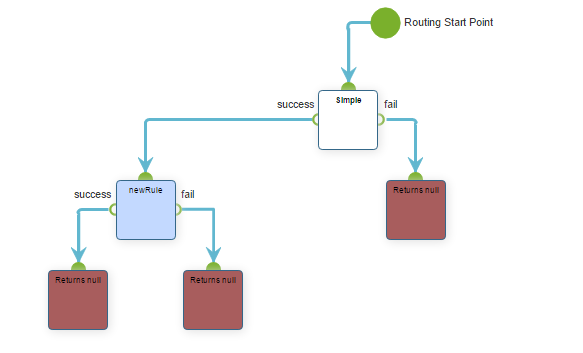 Routing Start Point
success
Simple
fail
success
newRule
fail
Returns null
Returns null
Returns null